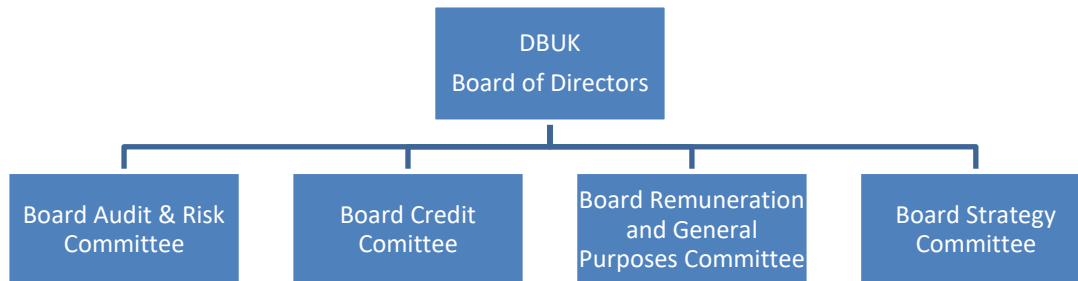 DBUK
Board of Directors
Board Audit & Risk
Committee
Board Credit
Comittee
Board Remuneration
and General
Purposes Committee
Board Strategy
Committee